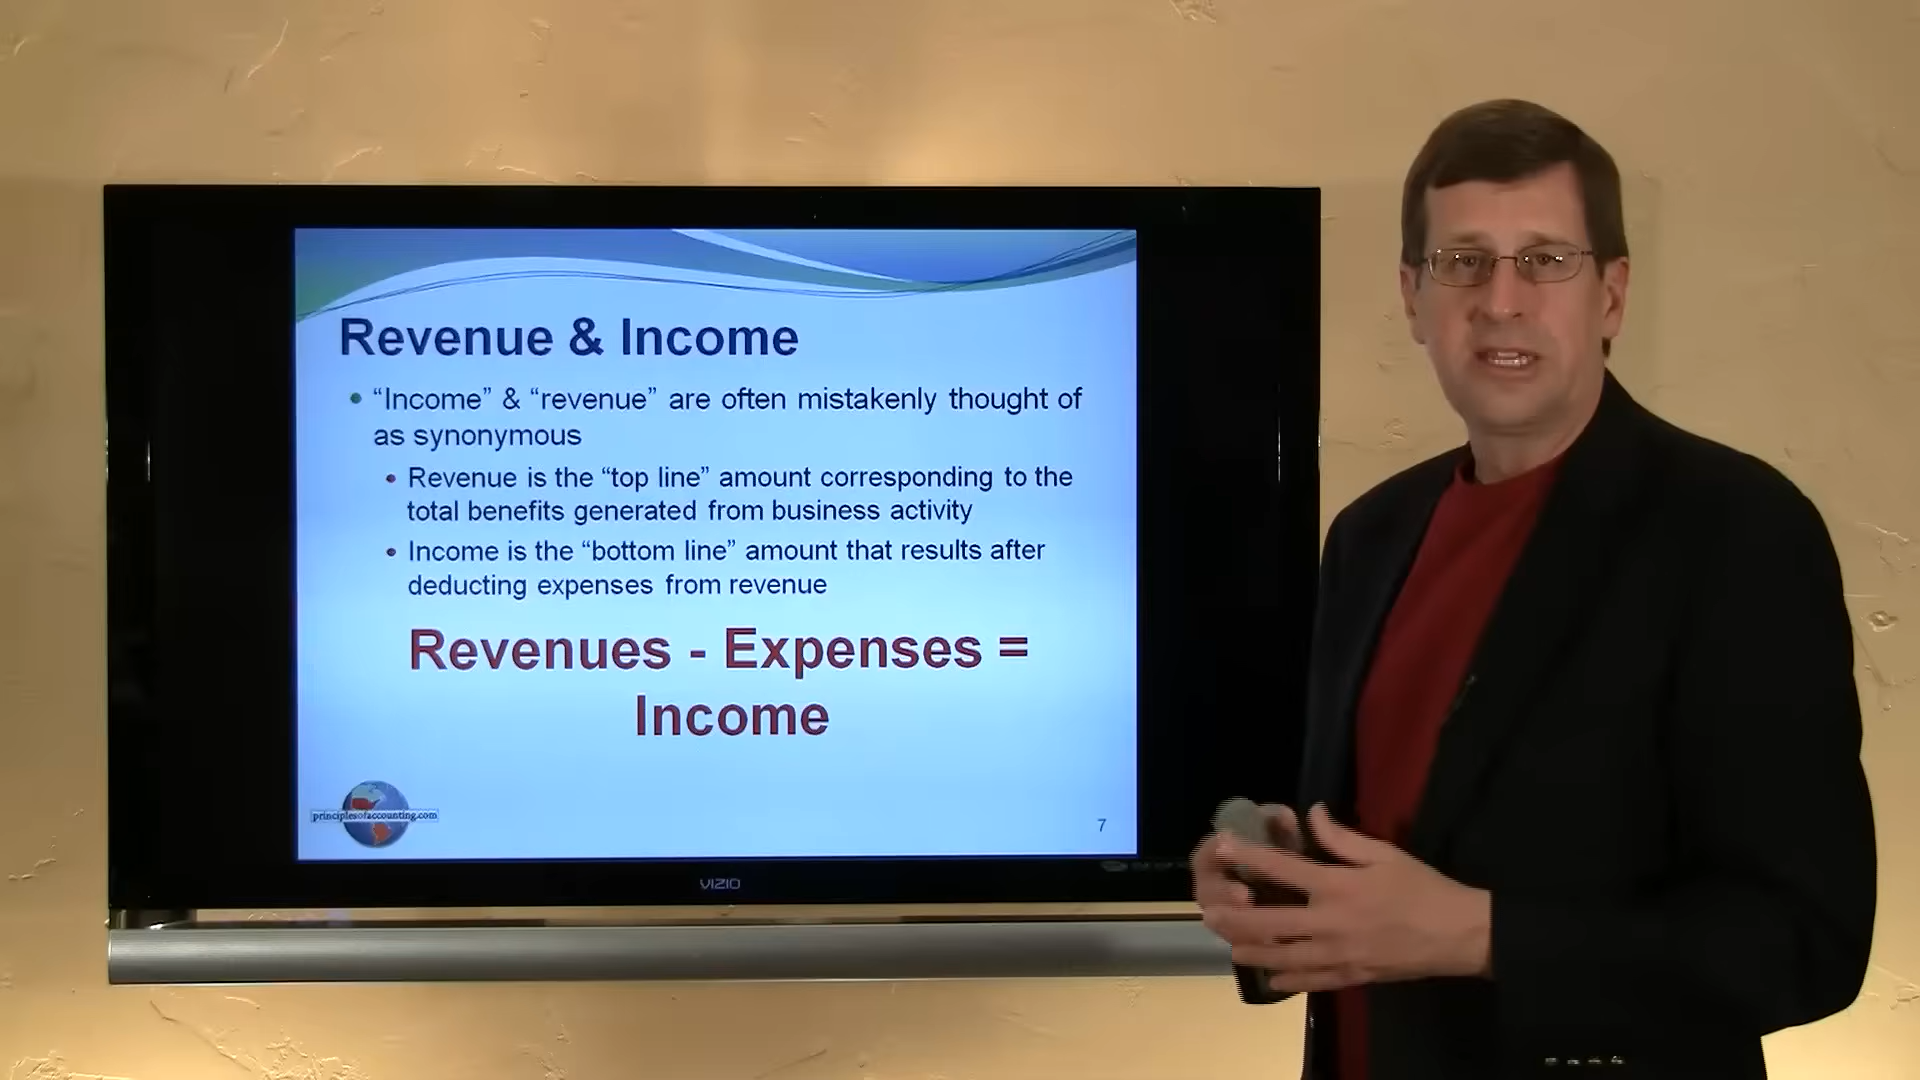 Revenue & Income
• “Income” & “revenue” are often mistakenly thought of
as synonymous
• Revenue is the “top line” amount corresponding to the
total benefits generated from business activity
• Income is the “bottom line” amount that results after
deducting expenses from revenue
Revenues - Expenses =
Income
principlesofaccounting.com
7
VIZIO